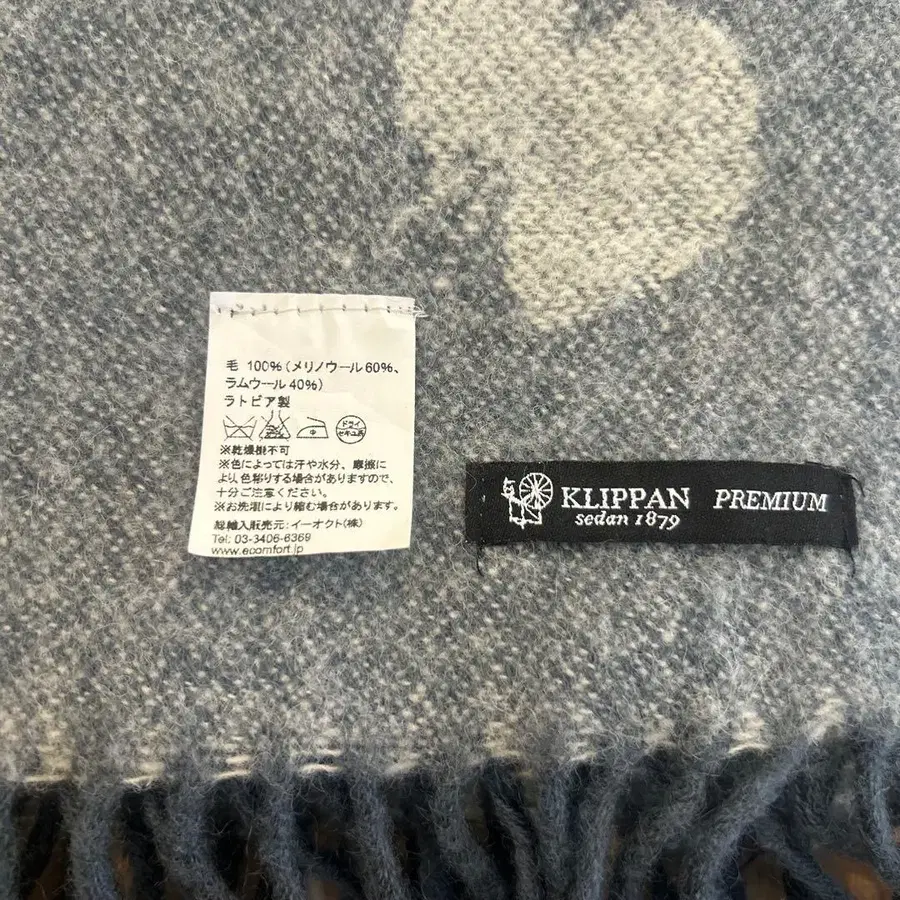 毛 100%(メリノウール60%、
ラムウール40%)
ラトビア製
ドライ
セキユ系
※乾燥機不可
※色によっては汗や水分、摩擦に
より色移りする場合がありますので、
十分ご注意ください。
※お洗濯により縮む場合があります。
総輸入販売元:イーオクト(株)
Tel: 03-3406-6369
www.ecomfort.jp
KLIPPAN PREMIUM
sedan 1879